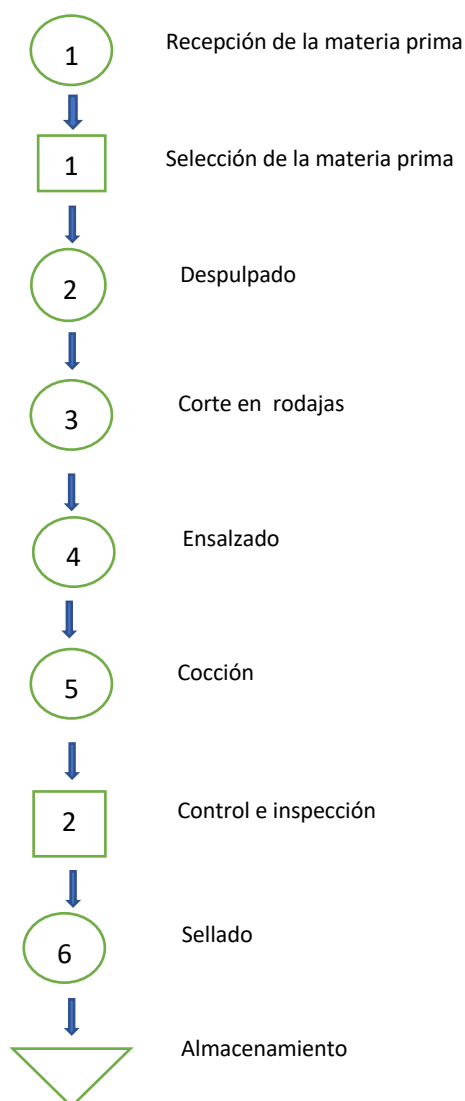 1 Recepción de la materia prima
1 Selección de la materia prima
2 Despulpado
3 Corte en rodajas
4 Ensalzado
5 Cocción
2 Control e inspección
6 Sellado
Almacenamiento